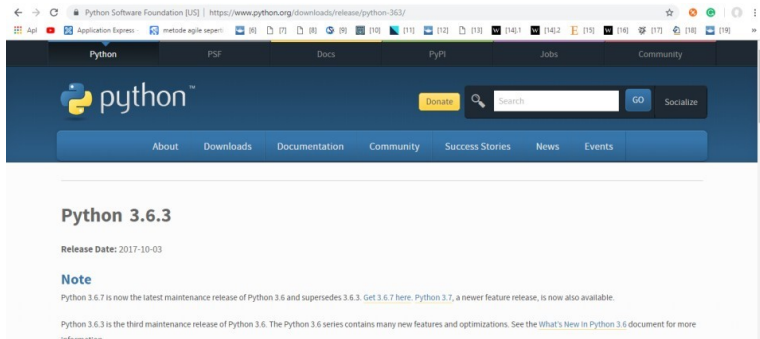 Python Software Foundation [US] | https://www.python.org/downloads/release/python-363/
Apl Application Express metode agile seperti [6] [7] [8] [9] [10] [11] [12] [13] [14].1 [14].2 [15] [16] [17] [18] [19] »
Python PSF Docs PyPI Jobs Community
python™
Donate Search GO Socialize
About Downloads Documentation Community Success Stories News Events
Python 3.6.3
Release Date: 2017-10-03
Note
Python 3.6.7 is now the latest maintenance release of Python 3.6 and supersedes 3.6.3. Get 3.6.7 here. Python 3.7, a newer feature release, is now also available.
Python 3.6.3 is the third maintenance release of Python 3.6. The Python 3.6 series contains many new features and optimizations. See the What's New In Python 3.6 document for more